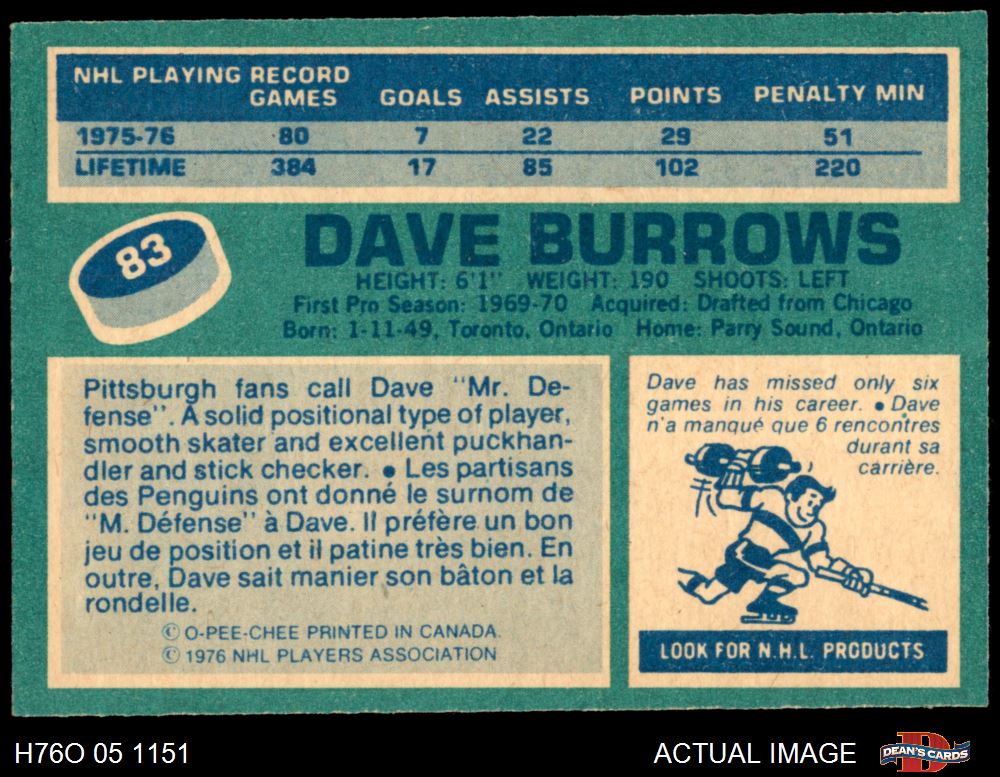 NHL PLAYING RECORD
GAMES GOALS ASSISTS POINTS PENALTY MIN
1975-76 80 7 22 29 51
LIFETIME 384 17 85 102 220
83
DAVE BURROWS
HEIGHT: 6'1" WEIGHT: 190 SHOOTS: LEFT
First Pro Season: 1969-70 Acquired: Drafted from Chicago
Born: 1-11-49, Toronto, Ontario Home: Parry Sound, Ontario
Pittsburgh fans call Dave "Mr. De-
fense". A solid positional type of player,
smooth skater and excellent puckhan-
dler and stick checker. • Les partisans
des Penguins ont donné le surnom de
"M. Défense" à Dave. Il préfère un bon
jeu de position et il patine très bien. En
outre, Dave sait manier son bâton et la
rondelle.
© O-PEE-CHEE PRINTED IN CANADA.
© 1976 NHL PLAYERS ASSOCIATION
Dave has missed only six
games in his career. • Dave
n'a manqué que 6 rencontres
durant sa
carrière.
LOOK FOR N.H.L. PRODUCTS
H76O 05 1151
ACTUAL IMAGE
D
DEAN'S CARDS